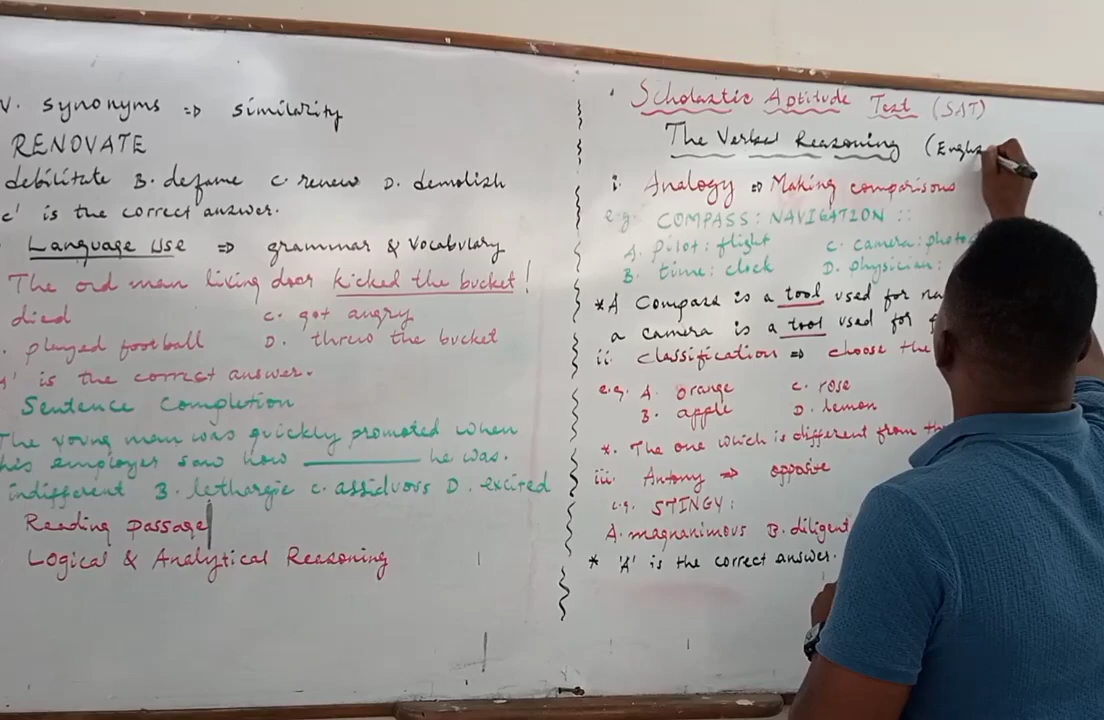 V. Synonyms => Similarity
RENOVATE
debilitate B. defame C. renew D. demolish
'c' is the correct answer.
Language Use => grammar & Vocabulary
The ord man living door kicked the bucket!
died C. got angry
played football D. threw the bucket
A' is the correct answer.
Sentence Completion
The young man was quickly promoted when
his employer saw how ________ he was.
indifferent B. lethargic C. assiduous D. excited
Reading passage
Logical & Analytical Reasoning
Scholastic Aptitude Test (SAT)
The Verbal Reasoning (Englis
i. Analogy => Making comparisons
e.g. COMPASS : NAVIGATION ::
A. pilot : flight C. camera : photo
B. time : clock D. physician :
*A Compass is a tool used for na
a camera is a tool used for
ii. Classification => choose the
e.g. A. orange C. rose
B. apple D. lemon
*. The one which is different from th
iii. Antony => opposite
e.g. STINGY:
A. magnanimous B. diligent
* 'A' is the correct answer.